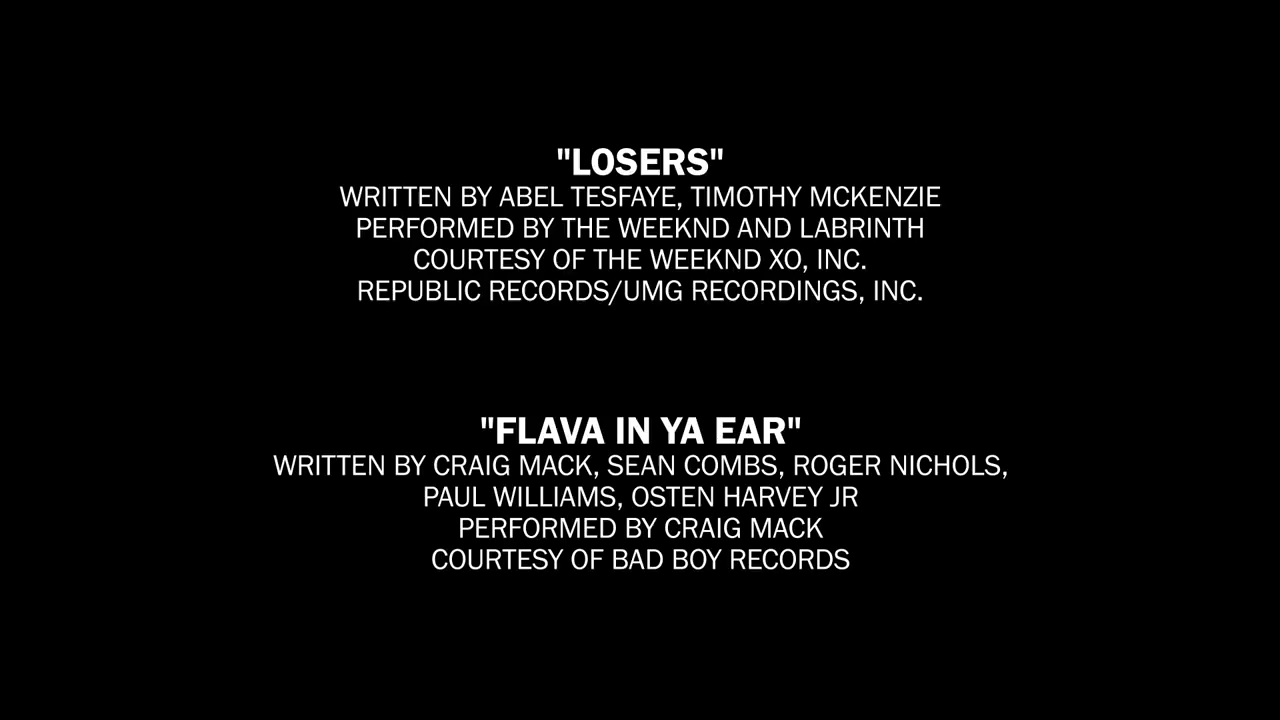 "LOSERS"
WRITTEN BY ABEL TESFAYE, TIMOTHY MCKENZIE
PERFORMED BY THE WEEKND AND LABRINTH
COURTESY OF THE WEEKND XO, INC.
REPUBLIC RECORDS/UMG RECORDINGS, INC.
"FLAVA IN YA EAR"
WRITTEN BY CRAIG MACK, SEAN COMBS, ROGER NICHOLS,
PAUL WILLIAMS, OSTEN HARVEY JR
PERFORMED BY CRAIG MACK
COURTESY OF BAD BOY RECORDS